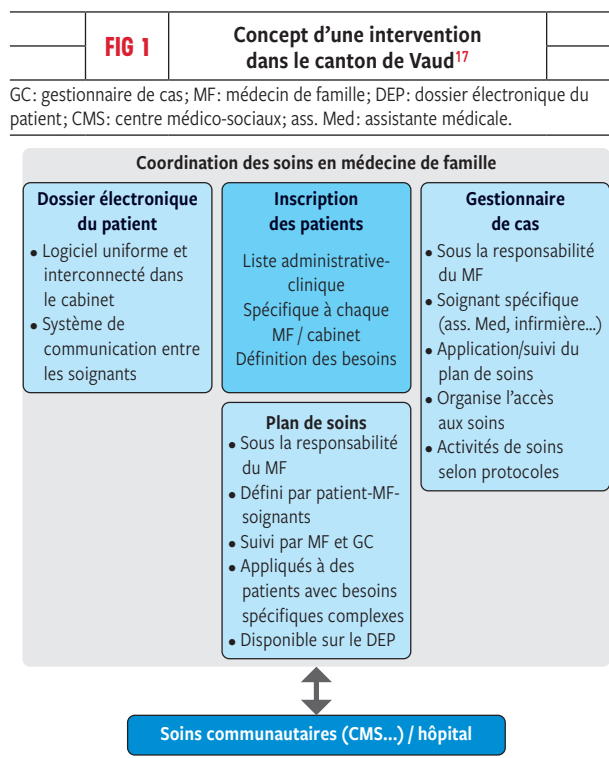 FIG 1
Concept d'une intervention
dans le canton de Vaud17
GC: gestionnaire de cas; MF: médecin de famille; DEP: dossier électronique du
patient; CMS: centre médico-sociaux; ass. Med: assistante médicale.
Coordination des soins en médecine de famille
Dossier électronique
du patient
• Logiciel uniforme et
interconnecté dans
le cabinet
• Système de
communication entre
les soignants
Inscription
des patients
Liste administrative-
clinique
Spécifique à chaque
MF / cabinet
Définition des besoins
Plan de soins
• Sous la responsabilité
du MF
• Défini par patient-MF-
soignants
• Suivi par MF et GC
• Appliqués à des
patients avec besoins
spécifiques complexes
• Disponible sur le DEP
Gestionnaire
de cas
• Sous la responsabilité
du MF
• Soignant spécifique
(ass. Med, infirmière...)
• Application/suivi du
plan de soins
• Organise l'accès
aux soins
• Activités de soins
selon protocoles
Soins communautaires (CMS...) / hôpital